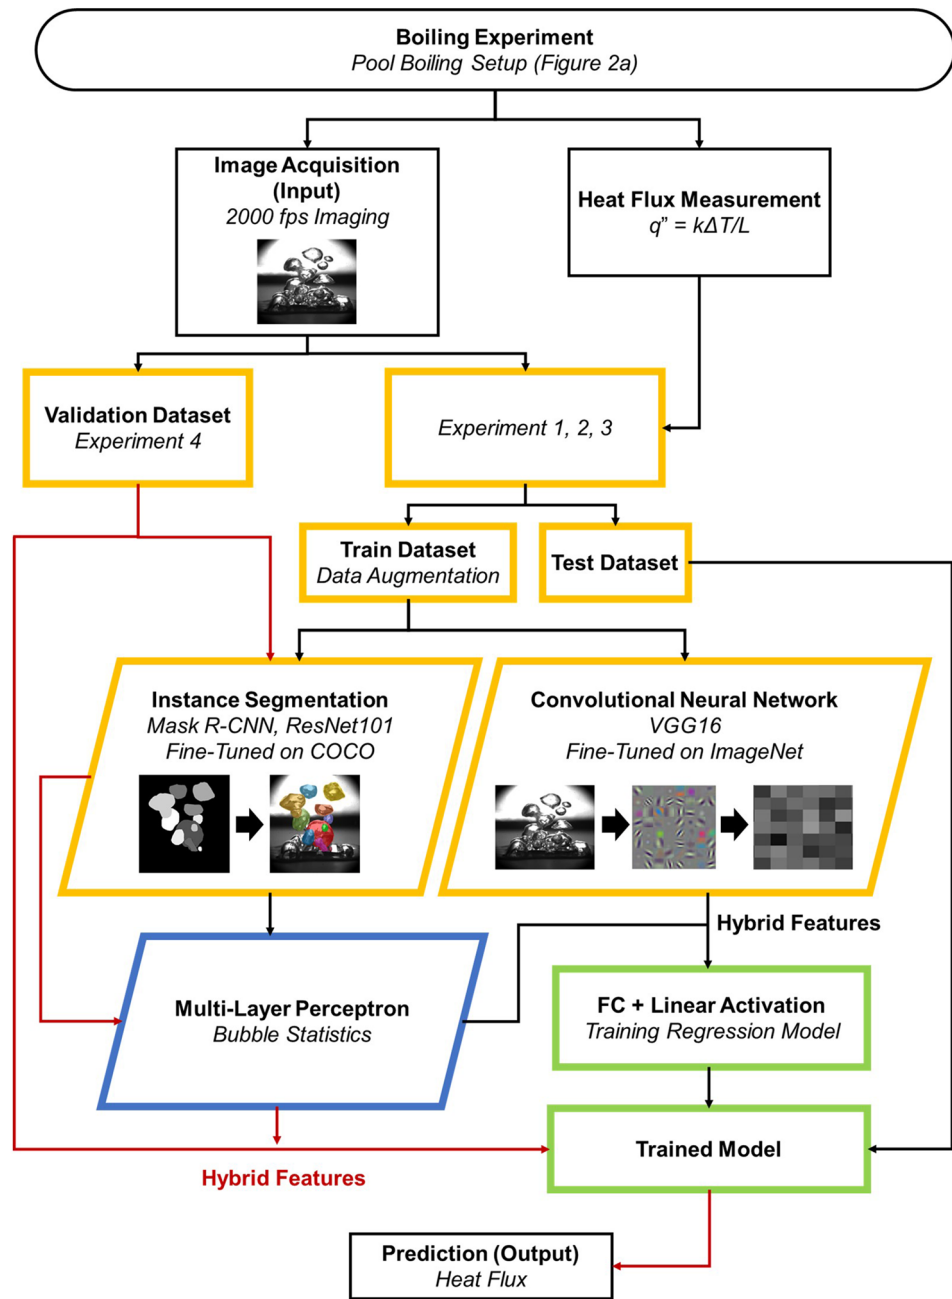 Boiling Experiment
Pool Boiling Setup (Figure 2a)
Image Acquisition
(Input)
2000 fps Imaging
Heat Flux Measurement
q” = kΔT/L
Validation Dataset
Experiment 4
Experiment 1, 2, 3
Train Dataset
Data Augmentation
Test Dataset
Instance Segmentation
Mask R-CNN, ResNet101
Fine-Tuned on COCO
Convolutional Neural Network
VGG16
Fine-Tuned on ImageNet
Hybrid Features
Multi-Layer Perceptron
Bubble Statistics
FC + Linear Activation
Training Regression Model
Trained Model
Hybrid Features
Prediction (Output)
Heat Flux